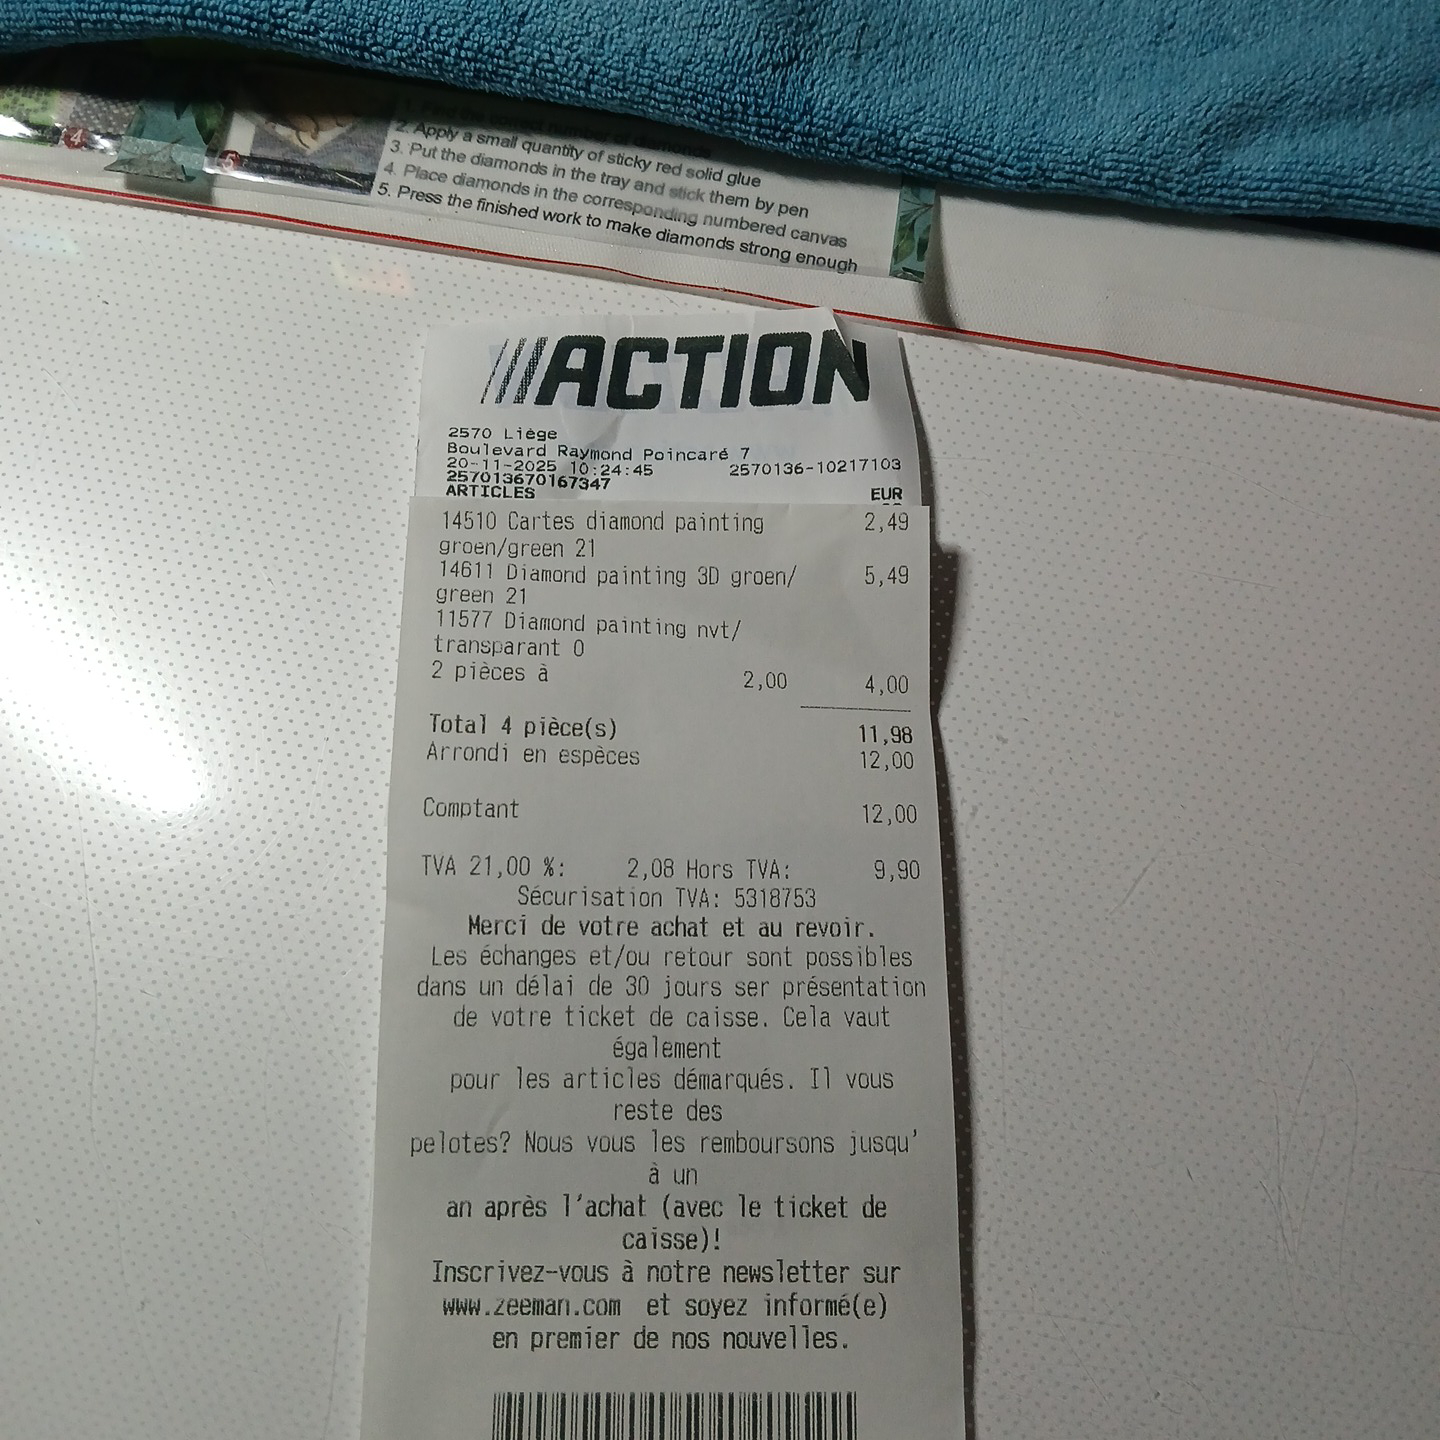 4
5
1. Find the correct number of diamonds
2. Apply a small quantity of sticky red solid glue
3. Put the diamonds in the tray and stick them by pen
4. Place diamonds in the corresponding numbered canvas
5. Press the finished work to make diamonds strong enough
ACTION
2570 Liège
Boulevard Raymond Poincaré 7
20-11-2025 10:24:45 2570136-10217103
257013670167347
ARTICLES EUR
14510 Cartes diamond painting 2,49
groen/green 21
14611 Diamond painting 3D groen/ 5,49
green 21
11577 Diamond painting nvt/
transparant 0
2 pièces à 2,00 4,00
Total 4 pièce(s) 11,98
Arrondi en espèces 12,00
Comptant 12,00
TVA 21,00 %: 2,08 Hors TVA: 9,90
Sécurisation TVA: 5318753
Merci de votre achat et au revoir.
Les échanges et/ou retour sont possibles
dans un délai de 30 jours ser présentation
de votre ticket de caisse. Cela vaut
également
pour les articles démarqués. Il vous
reste des
pelotes? Nous vous les remboursons jusqu'
à un
an après l'achat (avec le ticket de
caisse)!
Inscrivez-vous à notre newsletter sur
www.zeeman.com et soyez informé(e)
en premier de nos nouvelles.